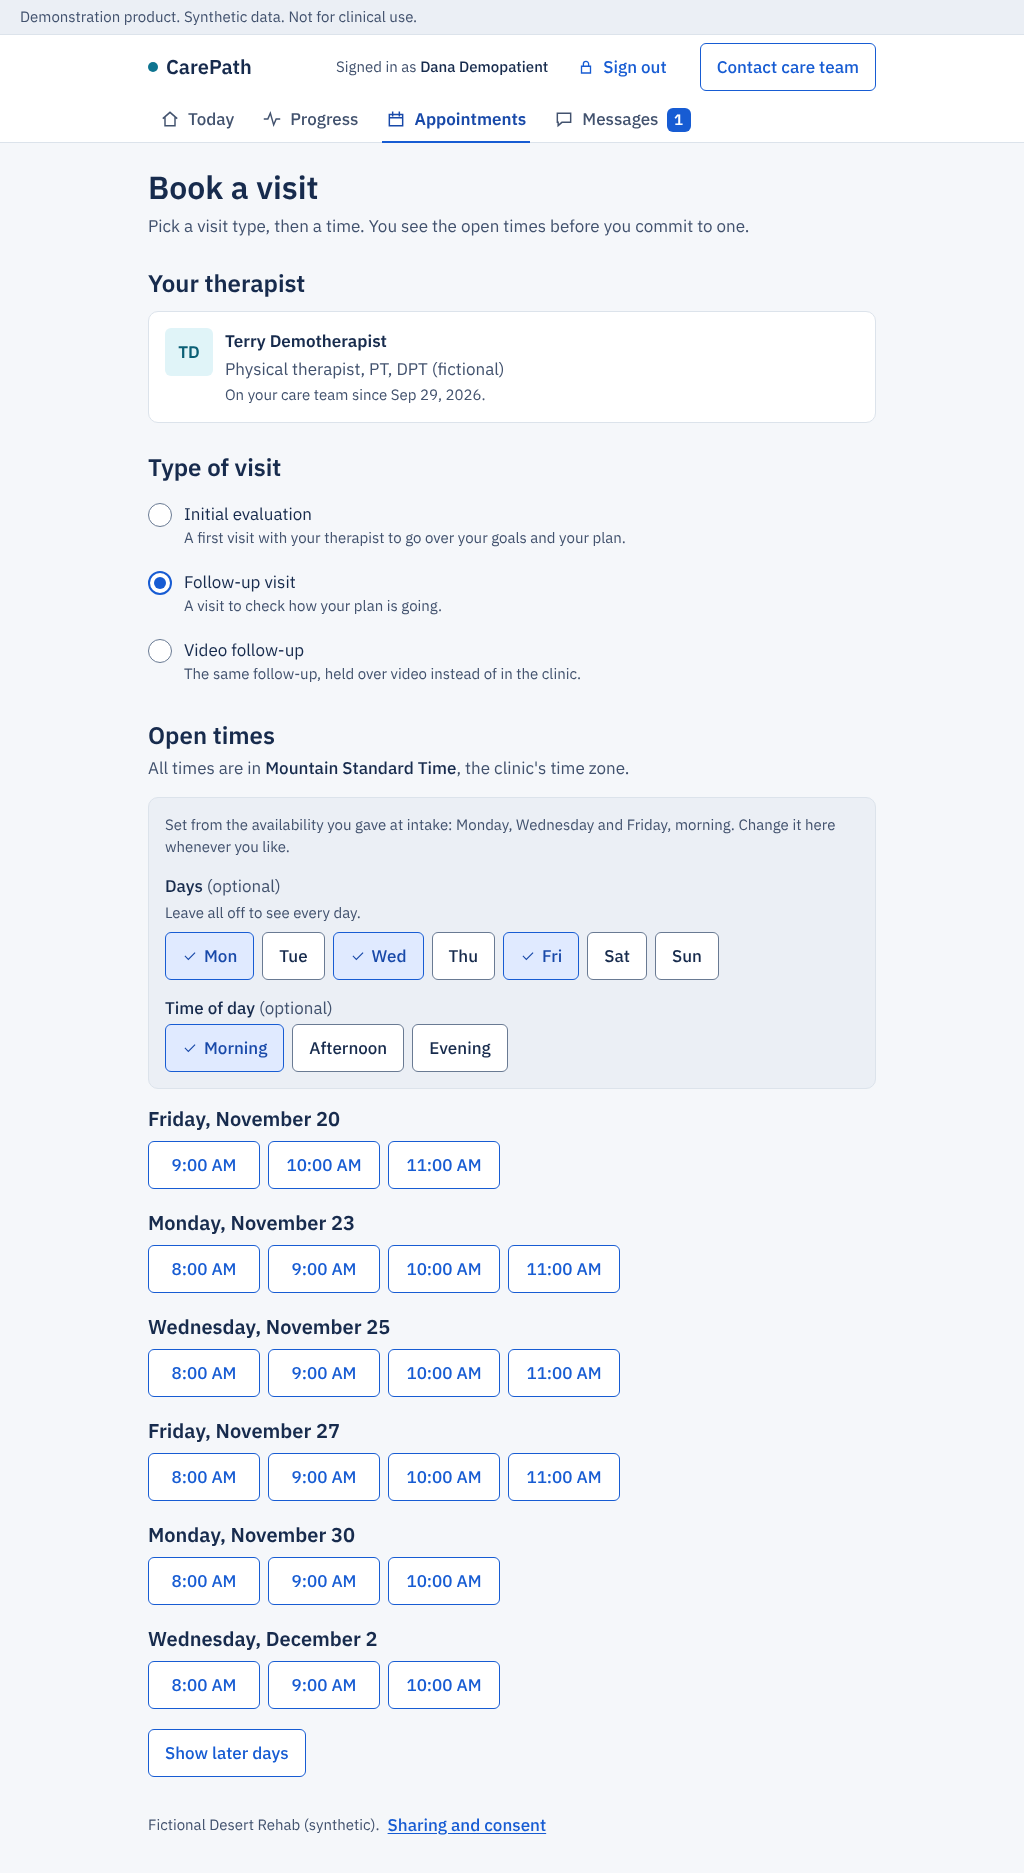 Demonstration product. Synthetic data. Not for clinical use.
CarePath
Signed in as Dana Demopatient
Sign out
Contact care team
Today
Progress
Appointments
Messages 1
Book a visit
Pick a visit type, then a time. You see the open times before you commit to one.
Your therapist
TD
Terry Demotherapist
Physical therapist, PT, DPT (fictional)
On your care team since Sep 29, 2026.
Type of visit
Initial evaluation
A first visit with your therapist to go over your goals and your plan.
Follow-up visit
A visit to check how your plan is going.
Video follow-up
The same follow-up, held over video instead of in the clinic.
Open times
All times are in Mountain Standard Time, the clinic's time zone.
Set from the availability you gave at intake: Monday, Wednesday and Friday, morning. Change it here
whenever you like.
Days (optional)
Leave all off to see every day.
Mon Tue Wed Thu Fri Sat Sun
Time of day (optional)
Morning Afternoon Evening
Friday, November 20
9:00 AM 10:00 AM 11:00 AM
Monday, November 23
8:00 AM 9:00 AM 10:00 AM 11:00 AM
Wednesday, November 25
8:00 AM 9:00 AM 10:00 AM 11:00 AM
Friday, November 27
8:00 AM 9:00 AM 10:00 AM 11:00 AM
Monday, November 30
8:00 AM 9:00 AM 10:00 AM
Wednesday, December 2
8:00 AM 9:00 AM 10:00 AM
Show later days
Fictional Desert Rehab (synthetic). Sharing and consent